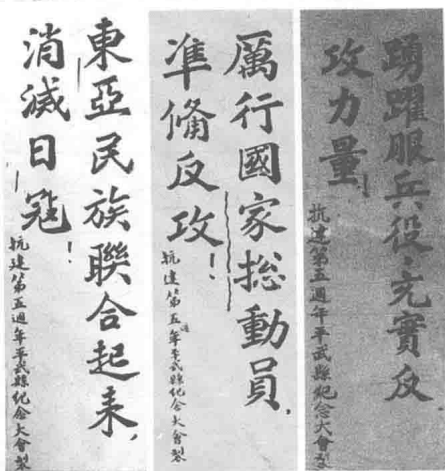 踴躍服兵役、充實反
攻力量！
抗建第五週年平武縣紀念大會製
厲行國家総動員，
準備反攻！
抗建第五週年平武縣紀念大會製
東亞民族聯合起来，
消滅日寇！
抗建第五週年平武縣紀念大會製